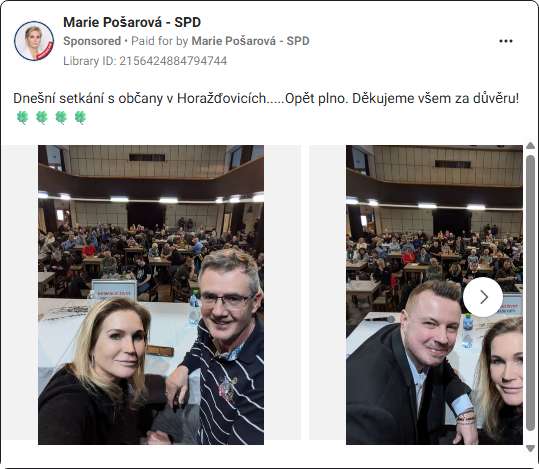 Marie Pošarová - SPD
Sponsored • Paid for by Marie Pošarová - SPD
Library ID: 2156424884794744
Dnešní setkání s občany v Horažďovicích.....Opět plno. Děkujeme všem za důvěru!